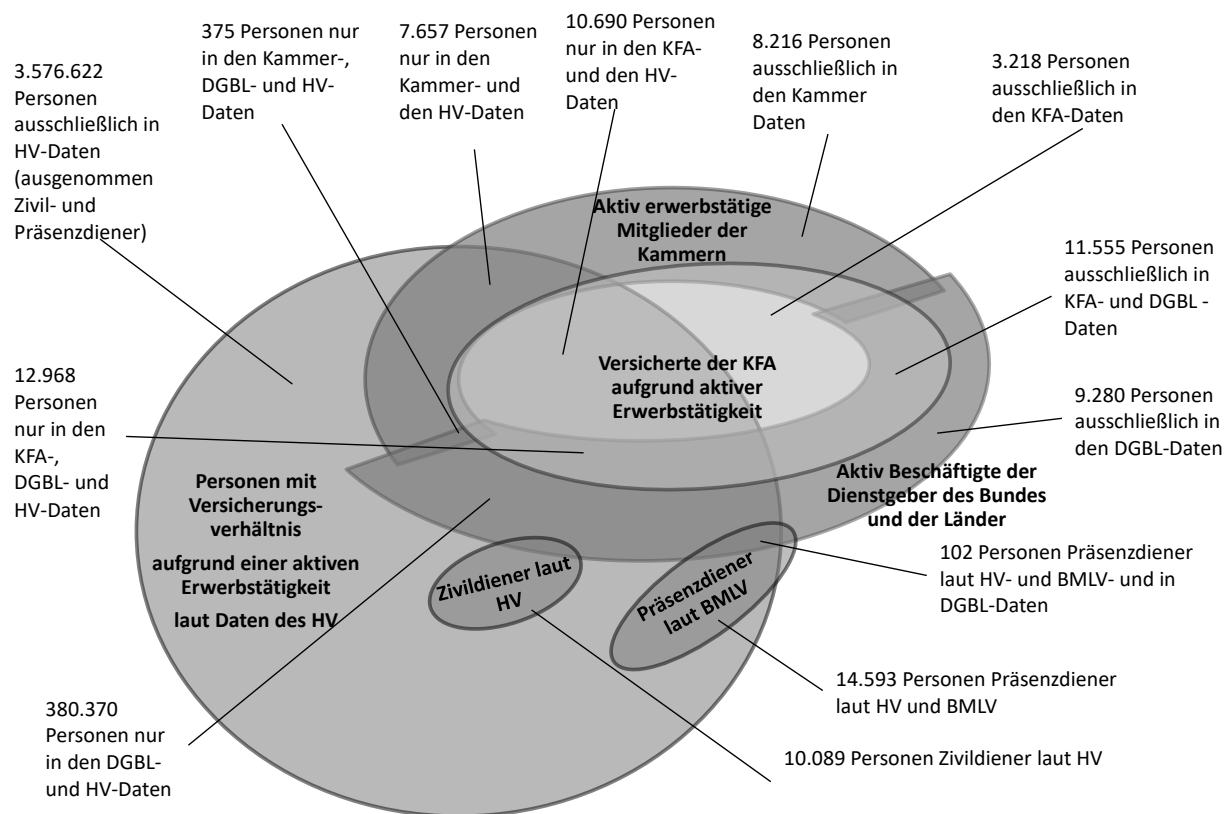 3.576.622
Personen
ausschließlich in
HV-Daten
(ausgenommen
Zivil- und
Präsenzdiener)
375 Personen nur
in den Kammer-,
DGBL- und HV-
Daten
7.657 Personen
nur in den
Kammer- und
den HV-Daten
10.690 Personen
nur in den KFA-
und den HV-
Daten
8.216 Personen
ausschließlich in
den Kammer
Daten
3.218 Personen
ausschließlich in
den KFA-Daten
Aktiv erwerbstätige
Mitglieder der
Kammern
11.555 Personen
ausschließlich in
KFA- und DGBL -
Daten
Versicherte der KFA
aufgrund aktiver
Erwerbstätigkeit
12.968
Personen
nur in den
KFA-,
DGBL- und
HV-Daten
9.280 Personen
ausschließlich in
den DGBL-Daten
Personen mit
Versicherungs-
verhältnis
aufgrund einer aktiven
Erwerbstätigkeit
laut Daten des HV
Aktiv Beschäftigte der
Dienstgeber des Bundes
und der Länder
Zivildiener laut
HV
Präsenzdiener
laut BMLV
102 Personen Präsenzdiener
laut HV- und BMLV- und in
DGBL-Daten
14.593 Personen Präsenzdiener
laut HV und BMLV
380.370
Personen nur
in den DGBL-
und HV-Daten
10.089 Personen Zivildiener laut HV